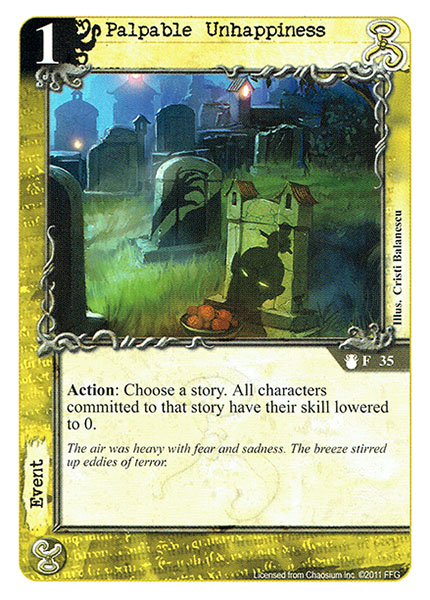 1
Palpable Unhappiness
Illus. Cristi Balanescu
F 35
Action: Choose a story. All characters
committed to that story have their skill lowered
to 0.
The air was heavy with fear and sadness. The breeze stirred
up eddies of terror.
Event
Licensed from Chaosium Inc. ©2011 FFG